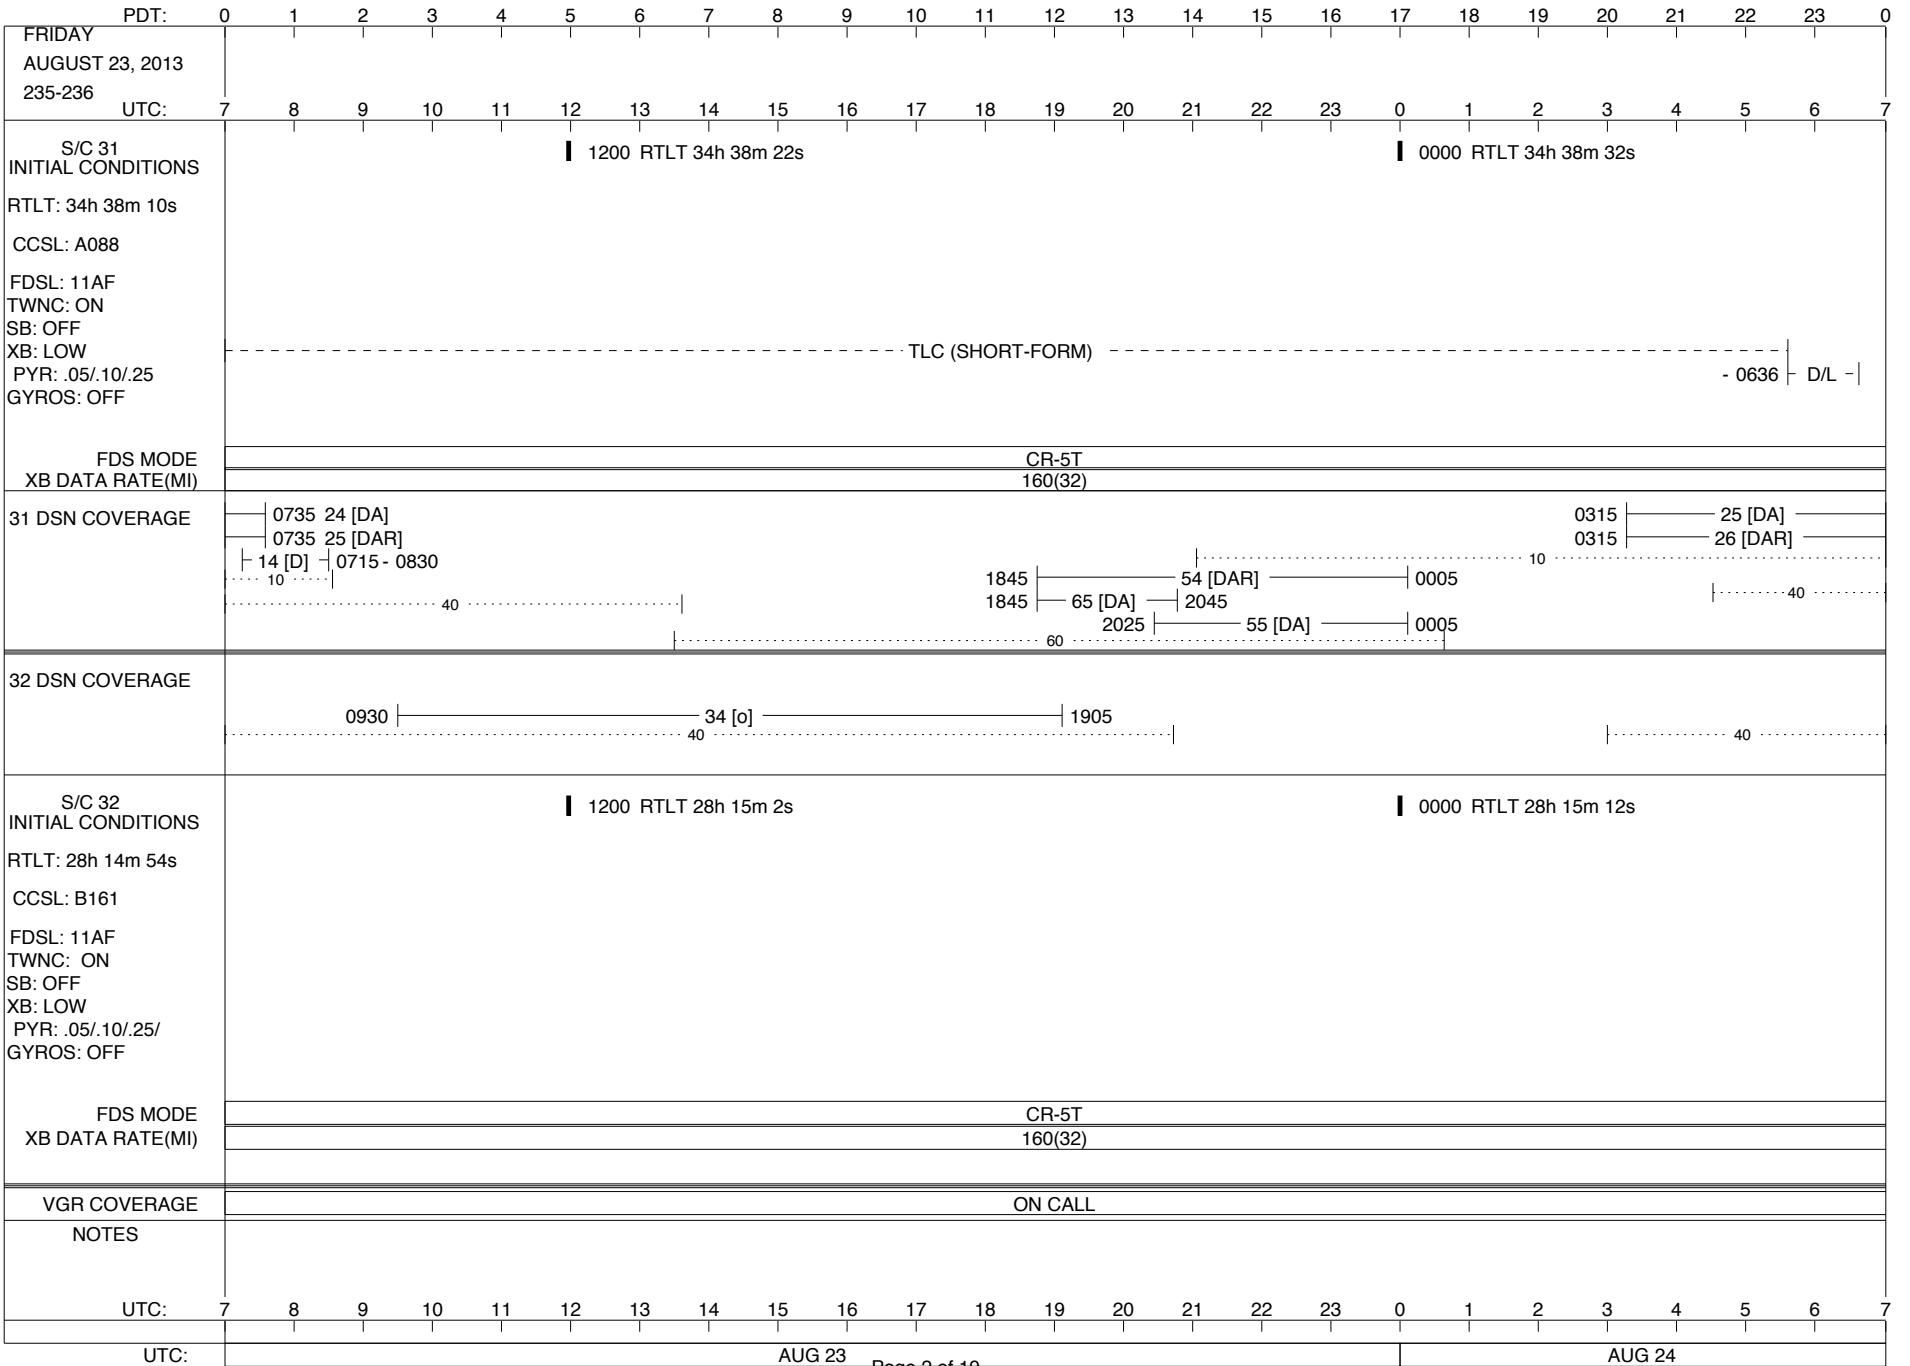 PDT: 0 1 2 3 4 5 6 7 8 9 10 11 12 13 14 15 16 17 18 19 20 21 22 23 0
FRIDAY
AUGUST 23, 2013
235-236
UTC: 7 8 9 10 11 12 13 14 15 16 17 18 19 20 21 22 23 0 1 2 3 4 5 6 7
S/C 31
INITIAL CONDITIONS
1200 RTLT 34h 38m 22s
0000 RTLT 34h 38m 32s
RTLT: 34h 38m 10s
CCSL: A088
FDSL: 11AF
TWNC: ON
SB: OFF
XB: LOW
TLC (SHORT-FORM)
PYR: .05/.10/.25
- 0636 D/L
GYROS: OFF
FDS MODE CR-5T
XB DATA RATE(MI) 160(32)
31 DSN COVERAGE
0735 24 [DA]
0315 25 [DA]
0735 25 [DAR]
0315 26 [DAR]
14 [D] 0715 - 0830
10
10
1845 54 [DAR] 0005
40
40
1845 65 [DA] 2045
2025 55 [DA] 0005
60
32 DSN COVERAGE
0930 34 [o] 1905
40
40
S/C 32
INITIAL CONDITIONS
1200 RTLT 28h 15m 2s
0000 RTLT 28h 15m 12s
RTLT: 28h 14m 54s
CCSL: B161
FDSL: 11AF
TWNC: ON
SB: OFF
XB: LOW
PYR: .05/.10/.25/
GYROS: OFF
FDS MODE CR-5T
XB DATA RATE(MI) 160(32)
VGR COVERAGE ON CALL
NOTES
UTC: 7 8 9 10 11 12 13 14 15 16 17 18 19 20 21 22 23 0 1 2 3 4 5 6 7
UTC: AUG 23 AUG 24